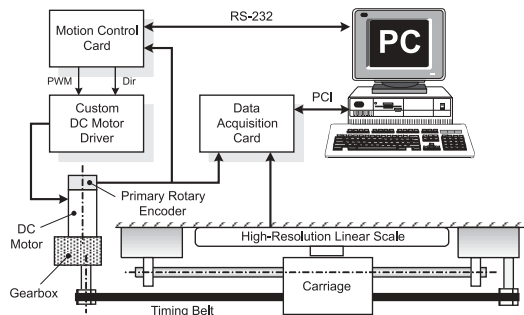 Motion Control
Card
RS-232
PC
PWM
Dir
PCI
Custom
DC Motor
Driver
Data
Acquisition
Card
Primary Rotary
Encoder
DC
Motor
High-Resolution Linear Scale
Gearbox
Carriage
Timing Belt